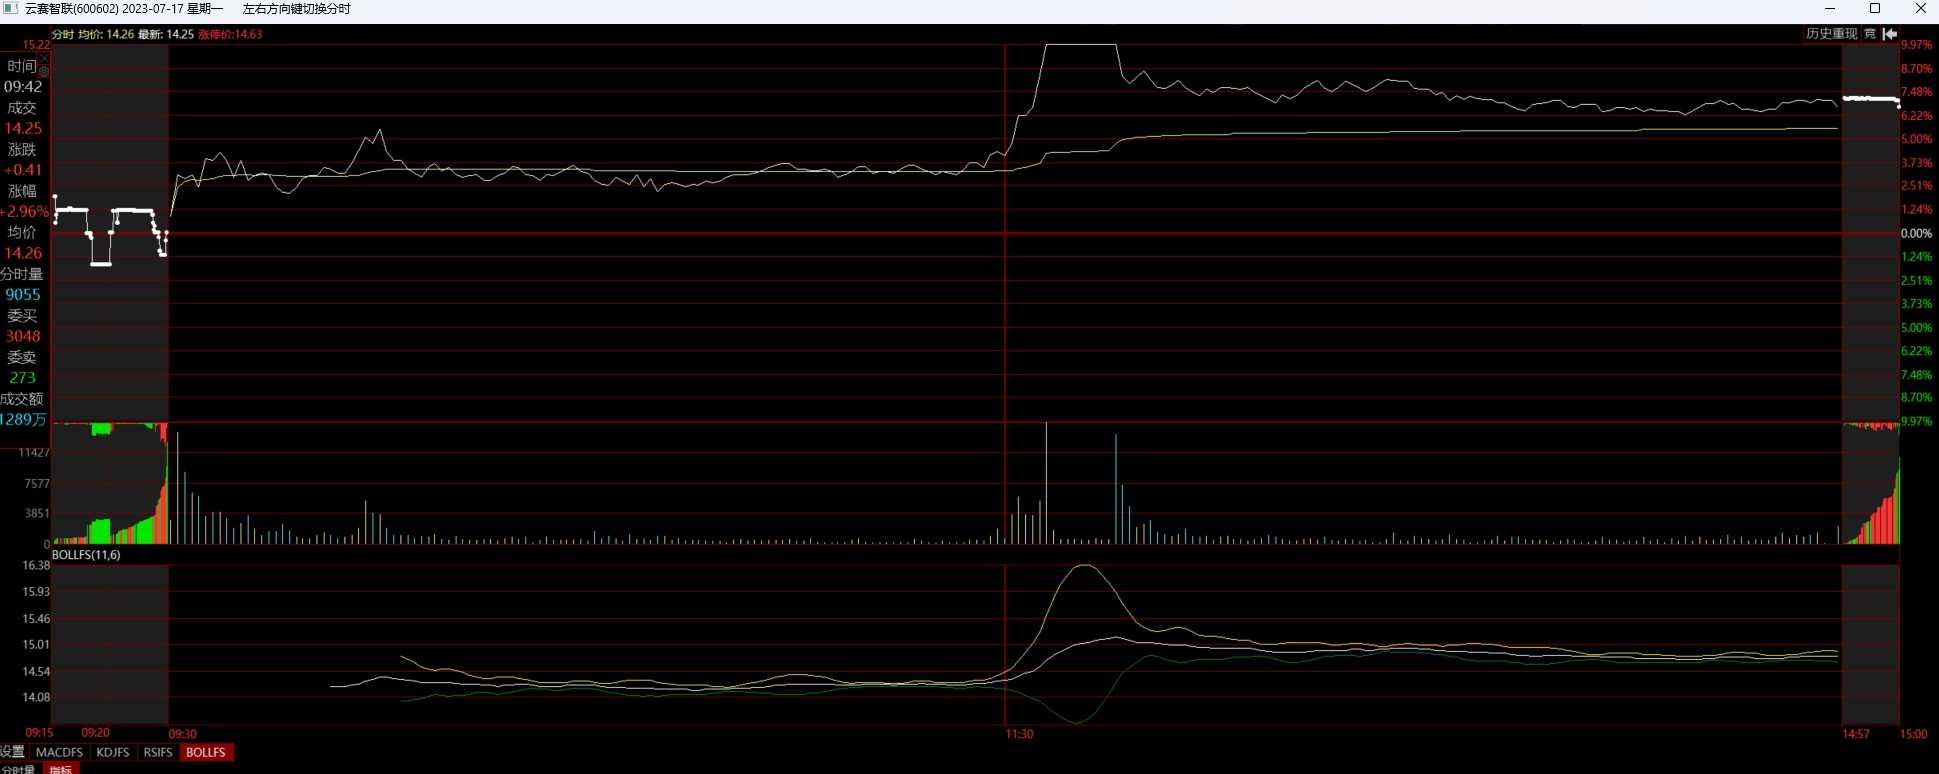 云赛智联(600602) 2023-07-17 星期一 左右方向键切换分时
分时 均价: 14.26 最新: 14.25 涨停价:14.63
历史重现 竞
15.22
时间
09:42
成交
14.25
涨跌
+0.41
涨幅
+2.96%
均价
14.26
分时量
9055
委买
3048
委卖
273
成交额
1289万
11427
7577
3851
0
9.97%
8.70%
7.48%
6.22%
5.00%
3.73%
2.51%
1.24%
0.00%
1.24%
2.51%
3.73%
5.00%
6.22%
7.48%
8.70%
9.97%
BOLLFS(11,6)
16.38
15.93
15.46
15.01
14.54
14.08
09:15 09:20 09:30 11:30 14:57 15:00
设置 MACDFS KDJFS RSIFS BOLLFS
分时量 指标